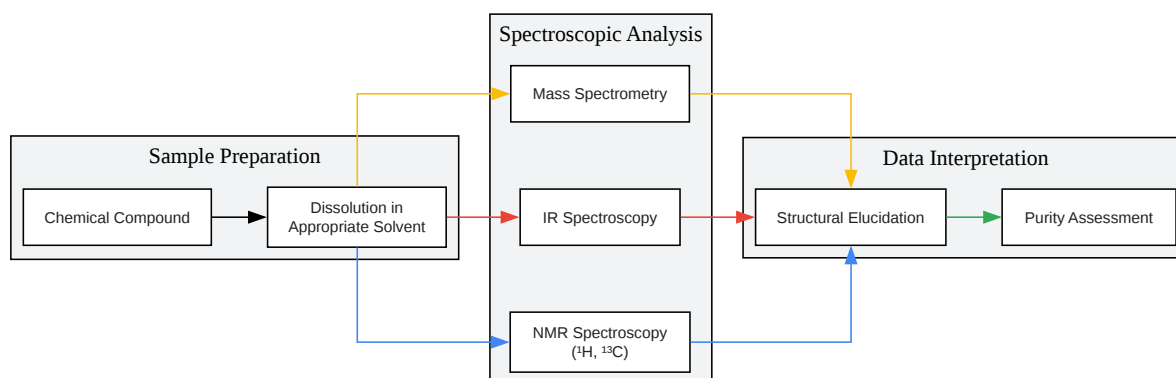 Sample Preparation
Chemical Compound
Dissolution in
Appropriate Solvent
Spectroscopic Analysis
Mass Spectrometry
IR Spectroscopy
NMR Spectroscopy
(¹H, ¹³C)
Data Interpretation
Structural Elucidation
Purity Assessment